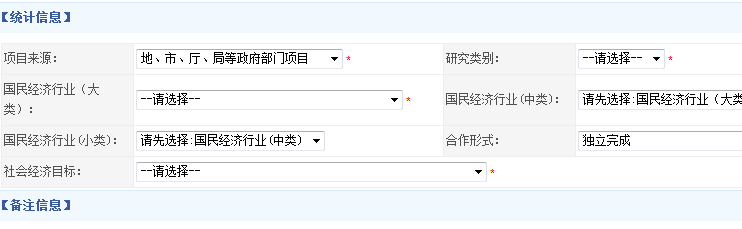 【统计信息】
项目来源： 地、市、厅、局等政府部门项目 * 研究类别： --请选择-- *
国民经济行业（大类）： --请选择-- * 国民经济行业(中类)： 请先选择:国民经济行业（大类
国民经济行业(小类)： 请先选择:国民经济行业(中类) 合作形式： 独立完成
社会经济目标： --请选择-- *
【备注信息】